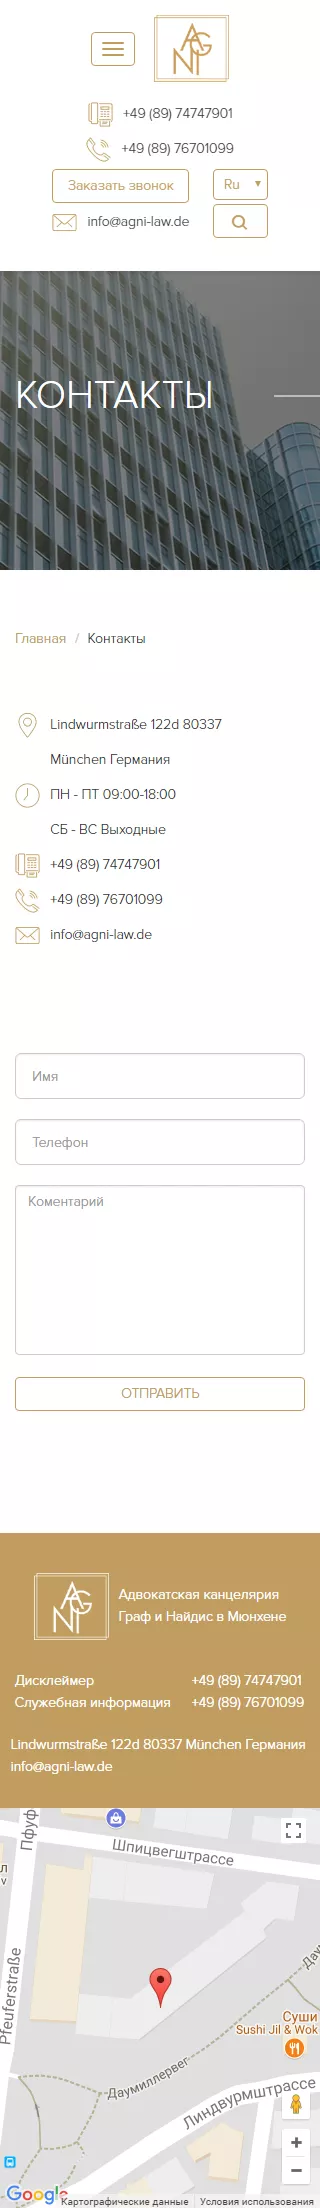 AGNI
+49 (89) 74747901
+49 (89) 76701099
Заказать звонок
Ru
info@agni-law.de
КОНТАКТЫ
Главная / Контакты
Lindwurmstraße 122d 80337
München Германия
ПН - ПТ 09:00-18:00
СБ - ВС Выходные
+49 (89) 74747901
+49 (89) 76701099
info@agni-law.de
Имя
Телефон
Коментарий
ОТПРАВИТЬ
AGNI
Адвокатская канцелярия
Граф и Найдис в Мюнхене
Дисклеймер
+49 (89) 74747901
Служебная информация
+49 (89) 76701099
Lindwurmstraße 122d 80337 München Германия
info@agni-law.de
Шпицвегштрассе
Pfeuferstraße
Суши
Sushi Jil & Wok
Даумиллервег
Линдвурмштрассе
Google
Картографические данные
Условия использования